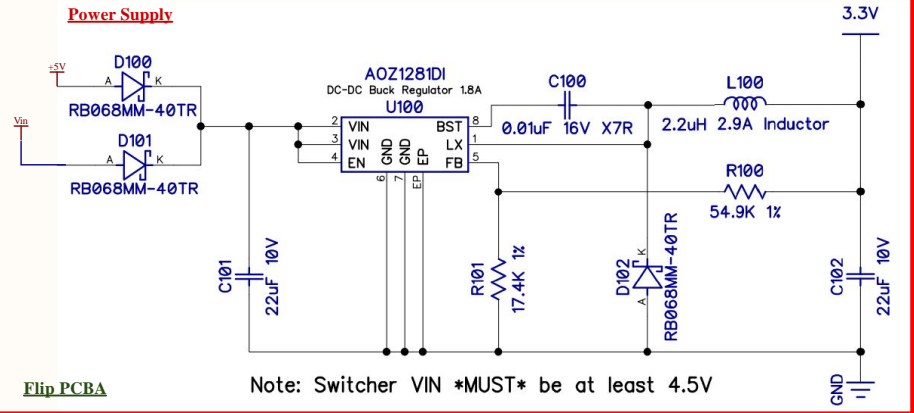 Power Supply
3.3V
+5V
D100
A
K
RB068MM-40TR
Vin
D101
A
K
RB068MM-40TR
AOZ1281DI
DC-DC Buck Regulator 1.8A
U100
2 VIN
3 VIN
4 EN
GND 6
GND 7
EP EP
BST 8
LX 1
FB 5
C100
0.01uF 16V X7R
L100
2.2uH 2.9A Inductor
R100
54.9K 1%
C101
22uF 10V
R101
17.4K 1%
D102
K
A
RB068MM-40TR
C102
22uF 10V
GND
Flip PCBA
Note: Switcher VIN *MUST* be at least 4.5V